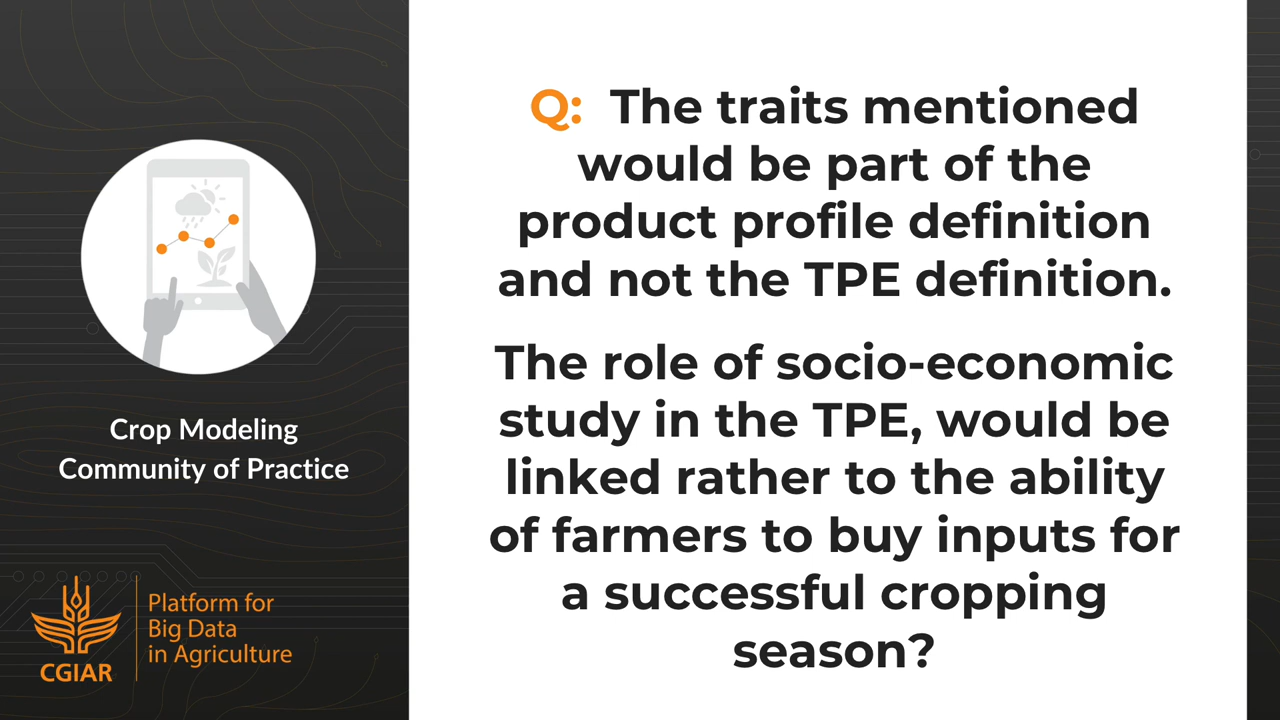 Q: The traits mentioned
would be part of the
product profile definition
and not the TPE definition.
The role of socio-economic
study in the TPE, would be
linked rather to the ability
of farmers to buy inputs for
a successful cropping
season?
Crop Modeling
Community of Practice
CGIAR
Platform for
Big Data
in Agriculture